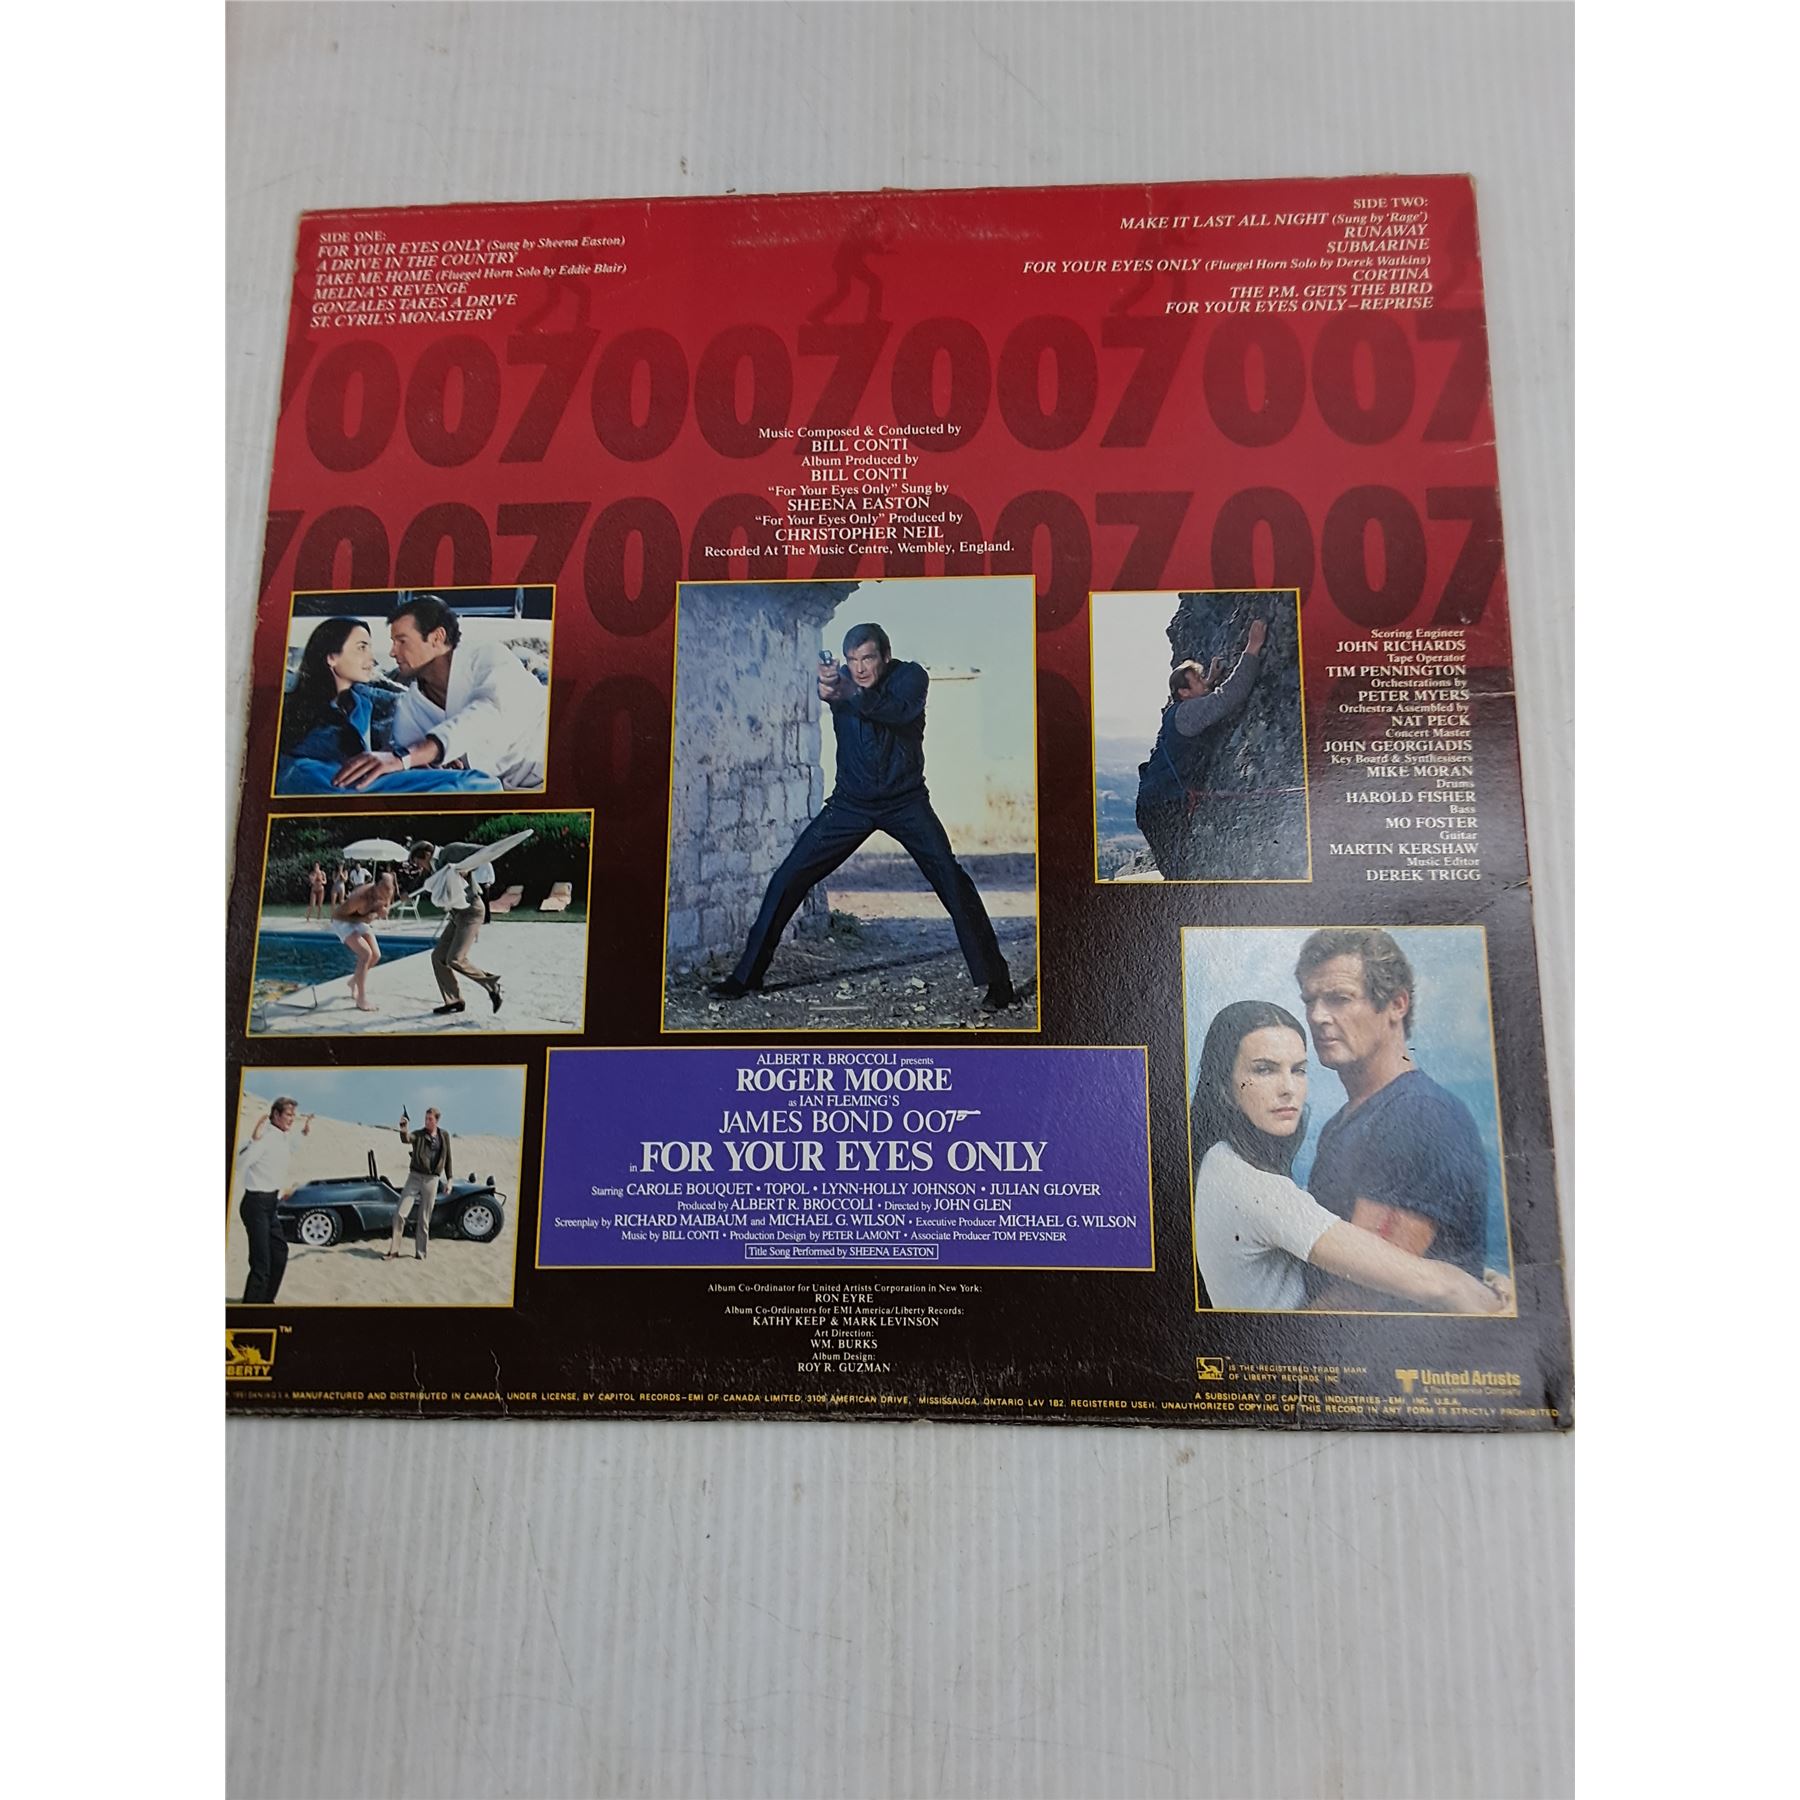 SIDE ONE:
FOR YOUR EYES ONLY (Sung by Sheena Easton)
A DRIVE IN THE COUNTRY
TAKE ME HOME (Fluegel Horn Solo by Eddie Blair)
MELINA'S REVENGE
GONZALES TAKES A DRIVE
ST. CYRIL'S MONASTERY
SIDE TWO:
MAKE IT LAST ALL NIGHT (Sung by 'Rage')
RUNAWAY
SUBMARINE
FOR YOUR EYES ONLY (Fluegel Horn Solo by Derek Watkins)
CORTINA
THE P.M. GETS THE BIRD
FOR YOUR EYES ONLY—REPRISE
7007007007007
Music Composed & Conducted by
BILL CONTI
Album Produced by
BILL CONTI
"For Your Eyes Only" Sung by
SHEENA EASTON
"For Your Eyes Only" Produced by
CHRISTOPHER NEIL
Recorded At The Music Centre, Wembley, England.
7007007007007
Scoring Engineer
JOHN RICHARDS
Tape Operator
TIM PENNINGTON
Orchestrations by
PETER MYERS
Orchestra Assembled by
NAT PECK
Concert Master
JOHN GEORGIADIS
Key Board & Synthesisers
MIKE MORAN
Drums
HAROLD FISHER
Bass
MO FOSTER
Guitar
MARTIN KERSHAW
Music Editor
DEREK TRIGG
ALBERT R. BROCCOLI presents
ROGER MOORE
as IAN FLEMING'S
JAMES BOND 007
in FOR YOUR EYES ONLY
Starring CAROLE BOUQUET • TOPOL • LYNN-HOLLY JOHNSON • JULIAN GLOVER
Produced by ALBERT R. BROCCOLI • Directed by JOHN GLEN
Screenplay by RICHARD MAIBAUM and MICHAEL G. WILSON • Executive Producer MICHAEL G. WILSON
Music by BILL CONTI • Production Design by PETER LAMONT • Associate Producer TOM PEVSNER
Title Song Performed by SHEENA EASTON
Album Co-Ordinator for United Artists Corporation in New York:
RON EYRE
Album Co-Ordinators for EMI America/Liberty Records:
KATHY KEEP & MARK LEVINSON
Art Direction:
WM. BURKS
Album Design:
ROY R. GUZMAN
TM
BERTY
MANUFACTURED AND DISTRIBUTED IN CANADA, UNDER LICENSE, BY CAPITOL RECORDS—EMI OF CANADA LIMITED, 3109 AMERICAN DRIVE, MISSISSAUGA, ONTARIO L4V 1B2. REGISTERED USER. UNAUTHORIZED COPYING OF THIS RECORD IN ANY FORM IS STRICTLY PROHIBITED.
LIBERTY
IS THE REGISTERED TRADE MARK
OF LIBERTY RECORDS INC
A SUBSIDIARY OF CAPITOL INDUSTRIES—EMI, INC. U.S.A.
United Artists
A Transamerica Company